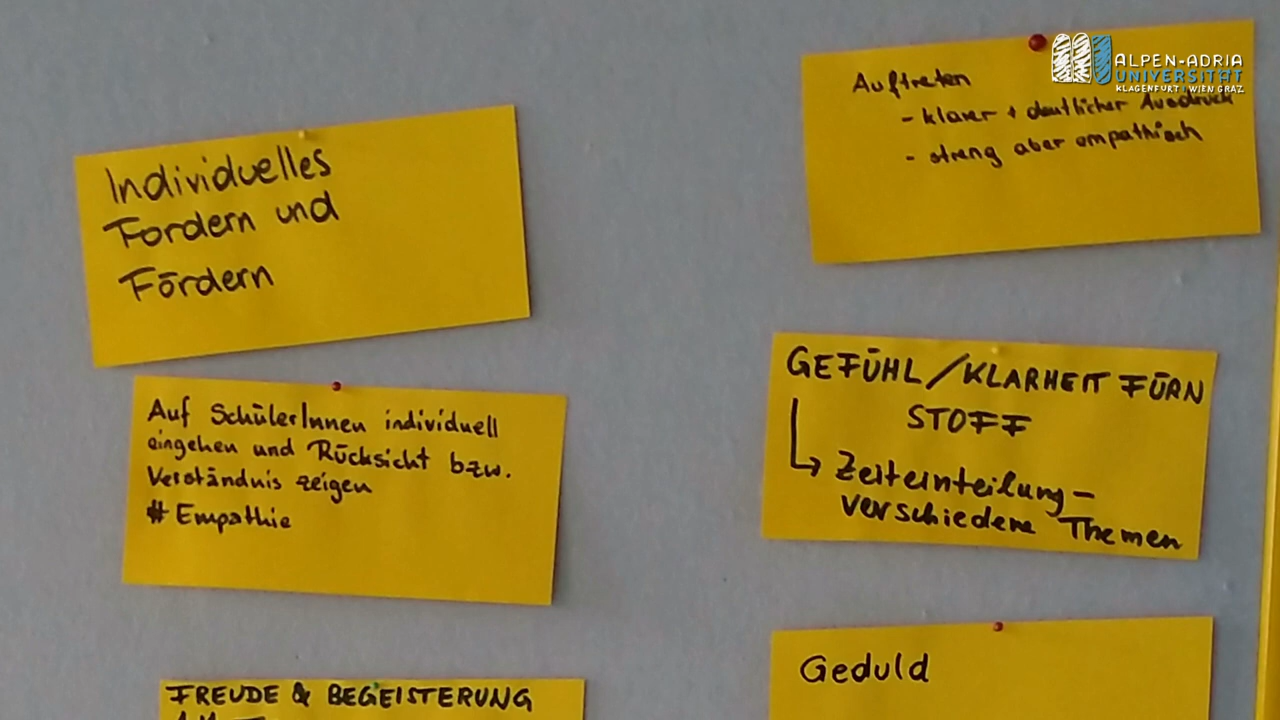 Individuelles
Fordern und
Fördern
Auf SchülerInnen individuell
eingehen und Rücksicht bzw.
Verständnis zeigen
# Empathie
FREUDE & BEGEISTERUNG
Auftreten
- klarer + deutlicher Ausdruck
- streng aber empathisch
GEFÜHL/KLARHEIT FÜRN
STOFF
Zeiteinteilung-
verschiedene Themen
Geduld
ALPEN-ADRIA
UNIVERSITÄT
KLAGENFURT | WIEN GRAZ